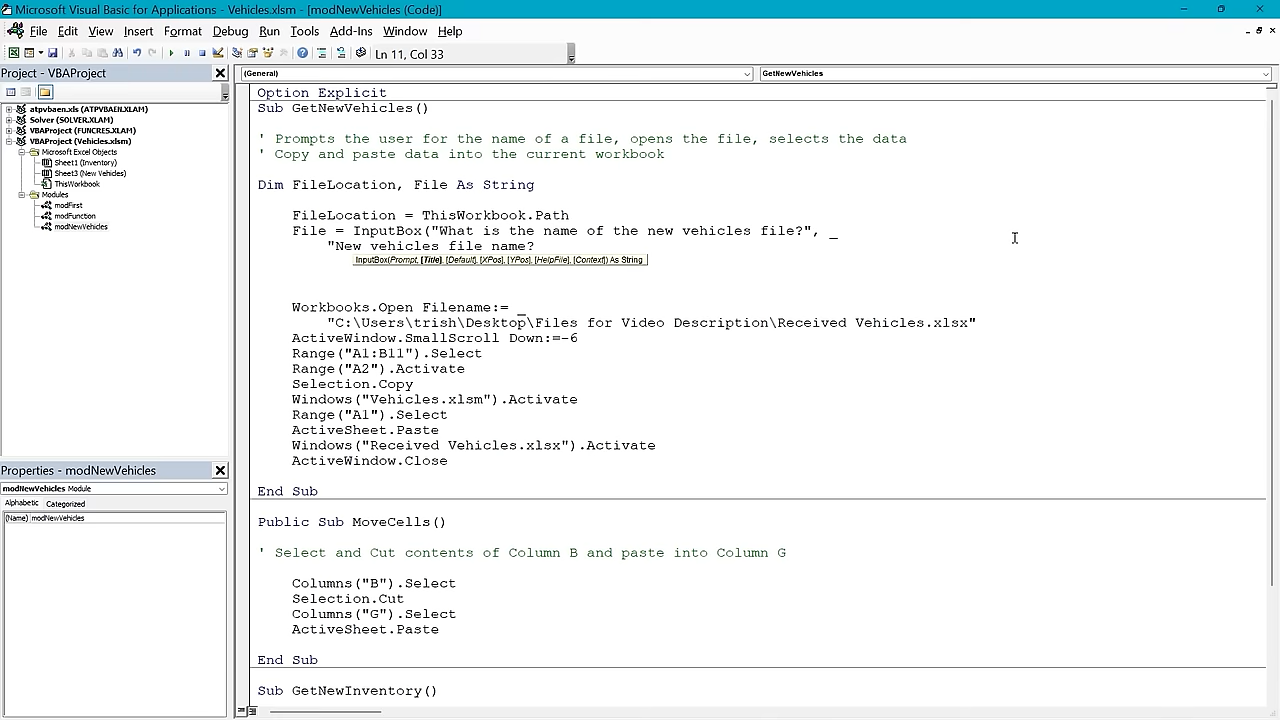 Microsoft Visual Basic for Applications - Vehicles.xlsm - [modNewVehicles (Code)]
File Edit View Insert Format Debug Run Tools Add-Ins Window Help
Ln 11, Col 33
Project - VBAProject
(General)
GetNewVehicles
atpvbaen.xls (ATPVBAEN.XLAM)
Solver (SOLVER.XLAM)
VBAProject (FUNCRES.XLAM)
VBAProject (Vehicles.xlsm)
Microsoft Excel Objects
Sheet1 (Inventory)
Sheet3 (New Vehicles)
ThisWorkbook
Modules
modFirst
modFunction
modNewVehicles
Properties - modNewVehicles
modNewVehicles Module
Alphabetic Categorized
(Name) modNewVehicles
Option Explicit
Sub GetNewVehicles()
' Prompts the user for the name of a file, opens the file, selects the data
' Copy and paste data into the current workbook
Dim FileLocation, File As String
FileLocation = ThisWorkbook.Path
File = InputBox("What is the name of the new vehicles file?", _
"New vehicles file name?
InputBox(Prompt, [Title], [Default], [XPos], [YPos], [HelpFile], [Context]) As String
Workbooks.Open Filename:= _
"C:\Users\trish\Desktop\Files for Video Description\Received Vehicles.xlsx"
ActiveWindow.SmallScroll Down:=-6
Range("A1:B11").Select
Range("A2").Activate
Selection.Copy
Windows("Vehicles.xlsm").Activate
Range("A1").Select
ActiveSheet.Paste
Windows("Received Vehicles.xlsx").Activate
ActiveWindow.Close
End Sub
Public Sub MoveCells()
' Select and Cut contents of Column B and paste into Column G
Columns("B").Select
Selection.Cut
Columns("G").Select
ActiveSheet.Paste
End Sub
Sub GetNewInventory()